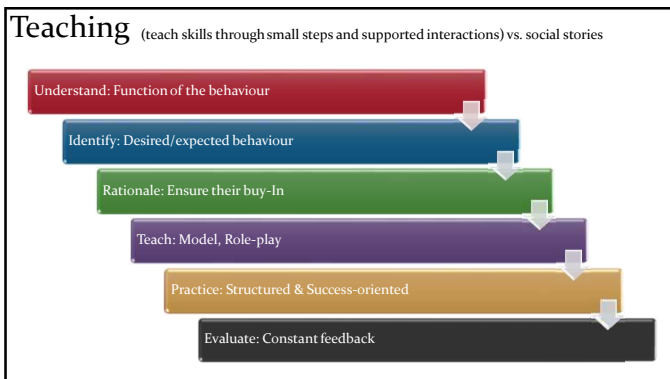 Teaching (teach skills through small steps and supported interactions) vs. social stories
Understand: Function of the behaviour
Identify: Desired/expected behaviour
Rationale: Ensure their buy-In
Teach: Model, Role-play
Practice: Structured & Success-oriented
Evaluate: Constant feedback